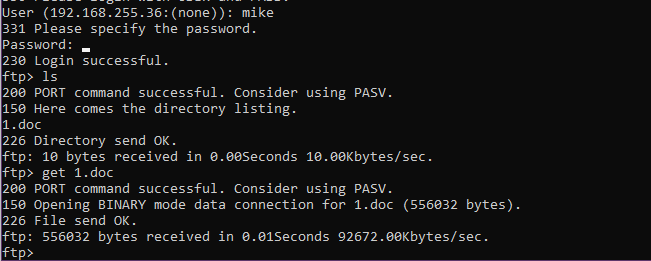 User (192.168.255.36:(none)): mike
331 Please specify the password.
Password:
230 Login successful.
ftp> ls
200 PORT command successful. Consider using PASV.
150 Here comes the directory listing.
1.doc
226 Directory send OK.
ftp: 10 bytes received in 0.00Seconds 10.00Kbytes/sec.
ftp> get 1.doc
200 PORT command successful. Consider using PASV.
150 Opening BINARY mode data connection for 1.doc (556032 bytes).
226 File send OK.
ftp: 556032 bytes received in 0.01Seconds 92672.00Kbytes/sec.
ftp>